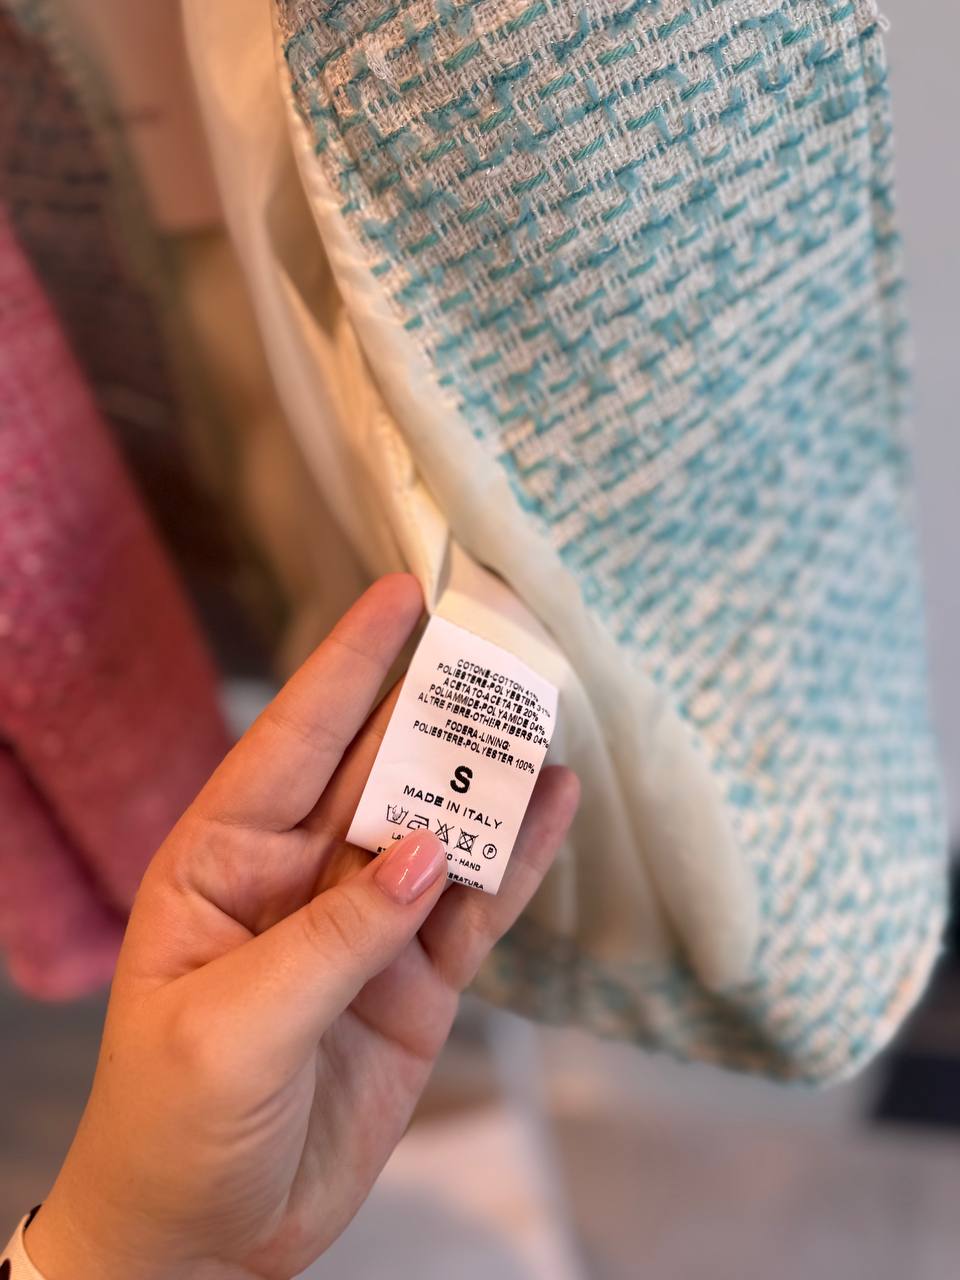 COTONE-COTTON 41%
POLIESTERE-POLYESTER 31%
ACETATO-ACETATE 20%
POLIAMMIDE-POLYAMIDE 04%
ALTRE FIBRE-OTHER FIBERS 04%
FODERA-LINING:
POLIESTERE-POLYESTER 100%
S
MADE IN ITALY
P
- HAND